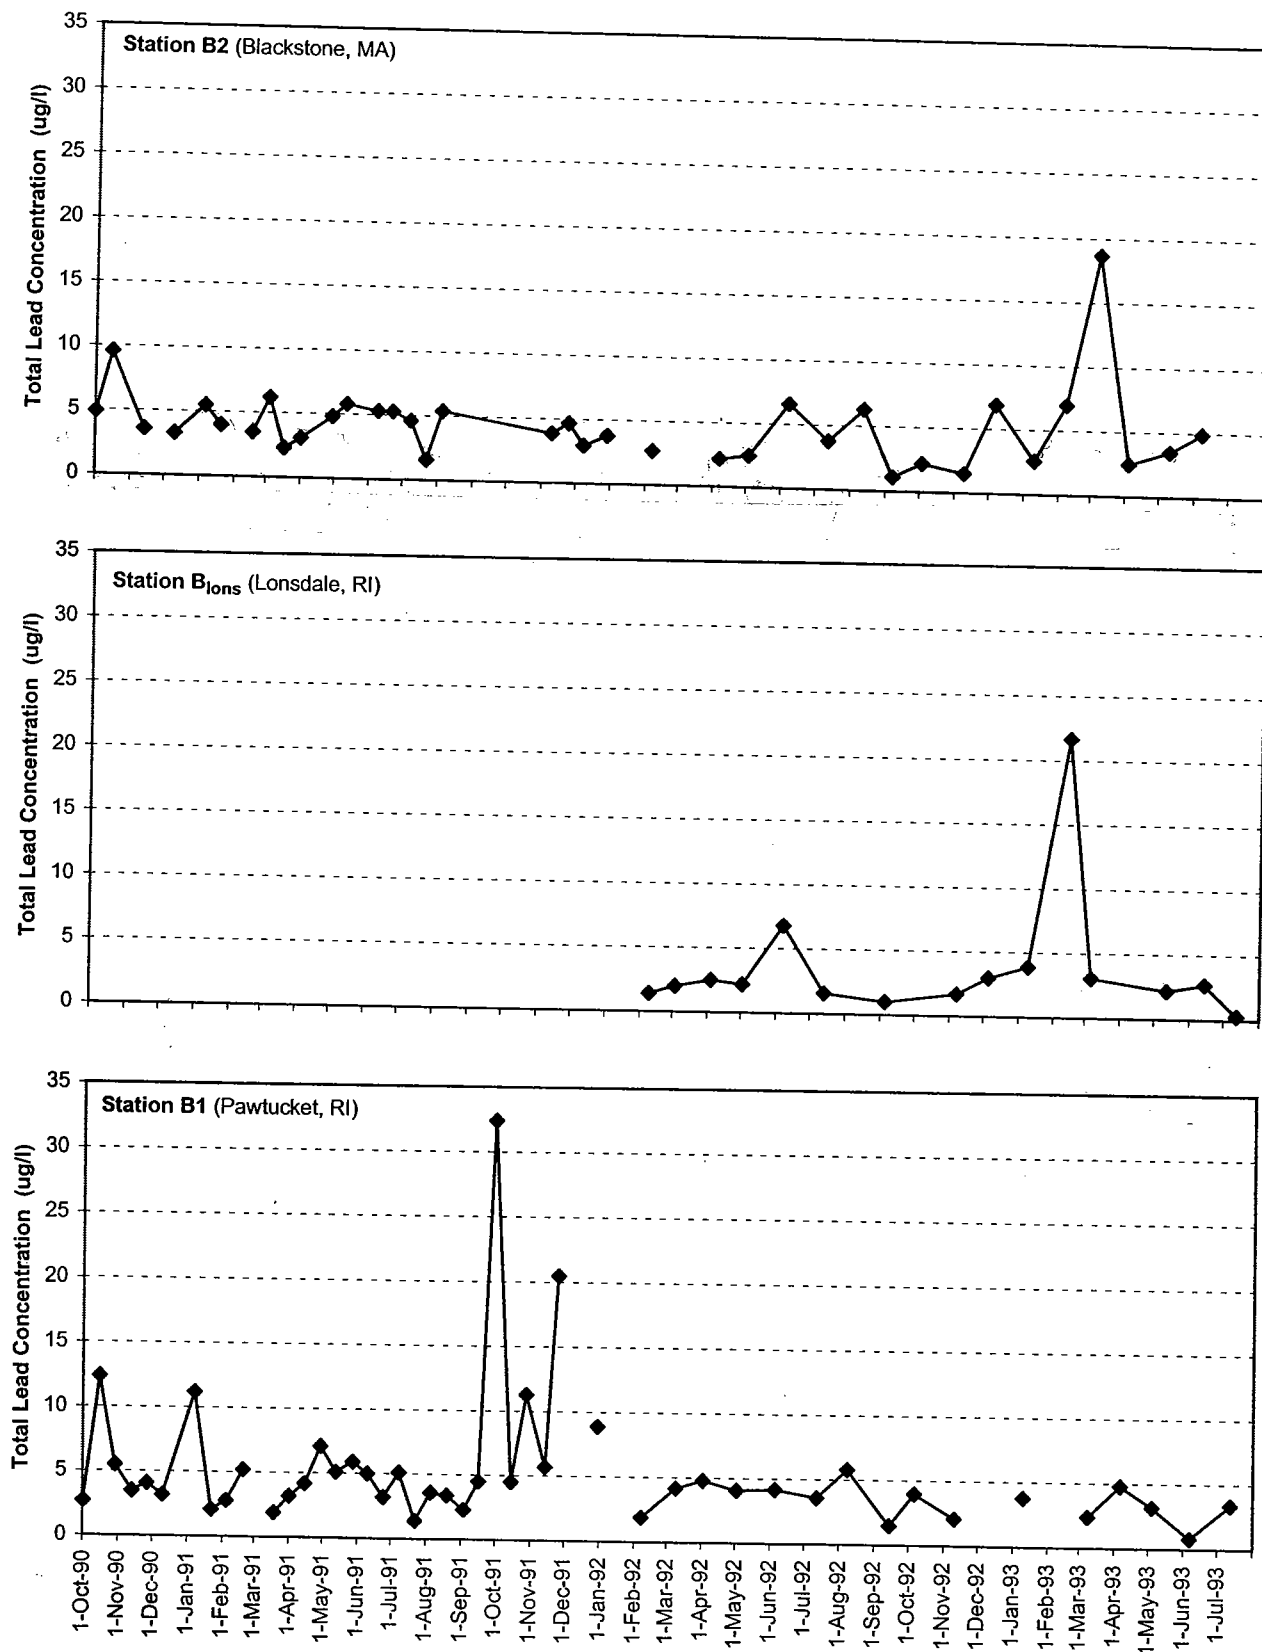 Station B2 (Blackstone, MA)
Total Lead Concentration (ug/l)
35
30
25
20
15
10
5
0
Station Blons (Lonsdale, RI)
Total Lead Concentration (ug/l)
35
30
25
20
15
10
5
0
Station B1 (Pawtucket, RI)
Total Lead Concentration (ug/l)
35
30
25
20
15
10
5
0
1-Oct-90
1-Nov-90
1-Dec-90
1-Jan-91
1-Feb-91
1-Mar-91
1-Apr-91
1-May-91
1-Jun-91
1-Jul-91
1-Aug-91
1-Sep-91
1-Oct-91
1-Nov-91
1-Dec-91
1-Jan-92
1-Feb-92
1-Mar-92
1-Apr-92
1-May-92
1-Jun-92
1-Jul-92
1-Aug-92
1-Sep-92
1-Oct-92
1-Nov-92
1-Dec-92
1-Jan-93
1-Feb-93
1-Mar-93
1-Apr-93
1-May-93
1-Jun-93
1-Jul-93